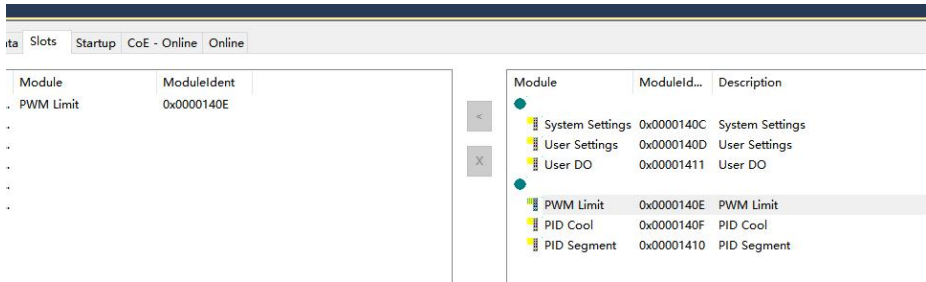 ata Slots Startup CoE - Online Online
Module ModuleIdent
. PWM Limit 0x0000140E
.
.
.
.
.
<
X
Module ModuleId... Description
System Settings 0x0000140C System Settings
User Settings 0x0000140D User Settings
User DO 0x00001411 User DO
PWM Limit 0x0000140E PWM Limit
PID Cool 0x0000140F PID Cool
PID Segment 0x00001410 PID Segment